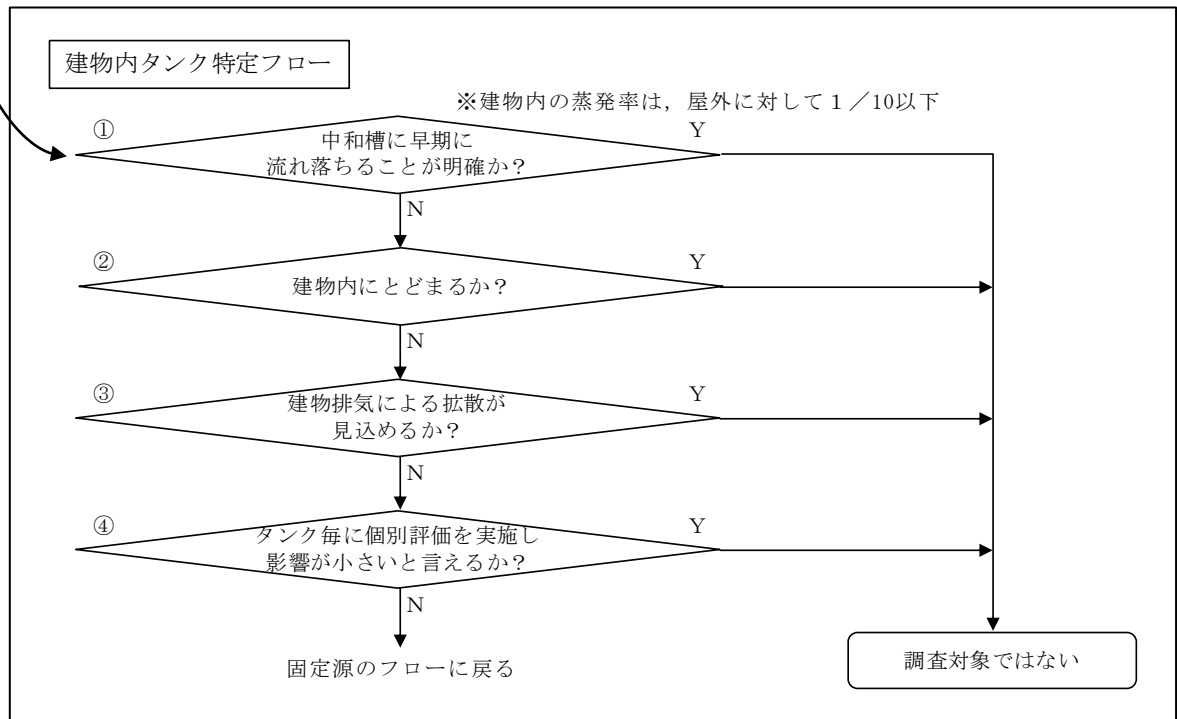 建物内タンク特定フロー
※建物内の蒸発率は，屋外に対して１／10以下
①
Y
中和槽に早期に
流れ落ちることが明確か？
N
②
Y
建物内にとどまるか？
N
③
Y
建物排気による拡散が
見込めるか？
N
④
Y
タンク毎に個別評価を実施し
影響が小さいと言えるか？
N
固定源のフローに戻る
調査対象ではない